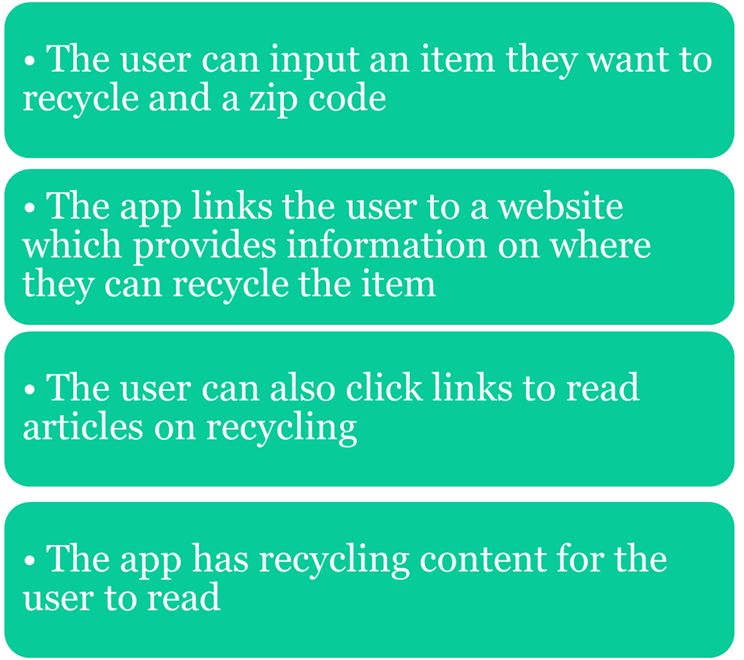 • The user can input an item they want to
recycle and a zip code
• The app links the user to a website
which provides information on where
they can recycle the item
• The user can also click links to read
articles on recycling
• The app has recycling content for the
user to read